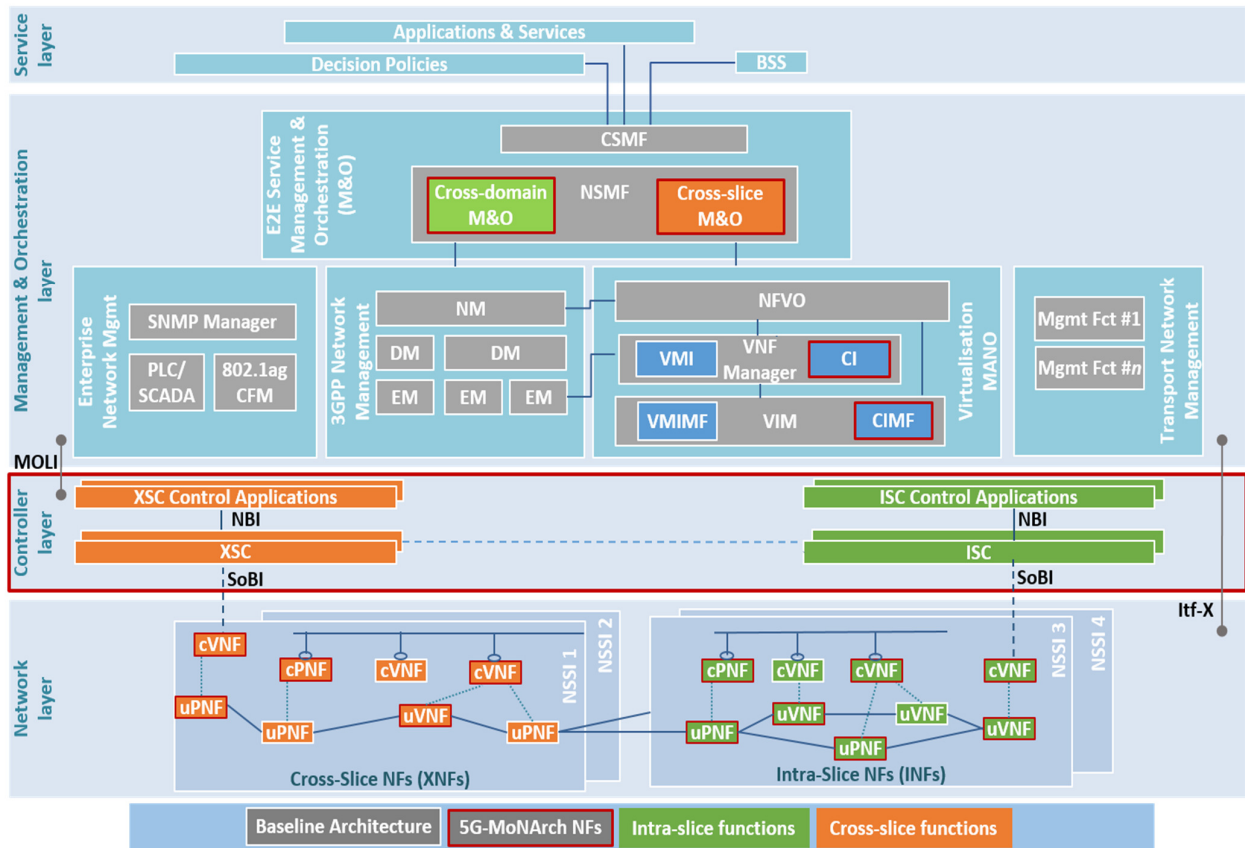 Service
layer
Applications & Services
Decision Policies
BSS
Management & Orchestration
layer
E2E Service
Management &
Orchestration
(M&O)
CSMF
Cross-domain
M&O
NSMF
Cross-slice
M&O
Enterprise
Network Mgmt
SNMP Manager
PLC/
SCADA
802.1ag
CFM
3GPP Network
Management
NM
DM
DM
EM
EM
EM
NFVO
VMI
VNF
Manager
CI
VMIMF
VIM
CIMF
Virtualisation
MANO
Mgmt Fct #1
Mgmt Fct #n
Transport Network
Management
MOLI
Controller
layer
XSC Control Applications
NBI
XSC
SoBI
ISC Control Applications
NBI
ISC
SoBI
Itf-X
Network
layer
cVNF
cPNF
cVNF
cVNF
uPNF
uPNF
uVNF
uPNF
NSSI 1
NSSI 2
Cross-Slice NFs (XNFs)
cPNF
cVNF
cVNF
cVNF
uPNF
uVNF
uPNF
uVNF
uVNF
NSSI 3
NSSI 4
Intra-Slice NFs (INFs)
Baseline Architecture
5G-MoNArch NFs
Intra-slice functions
Cross-slice functions